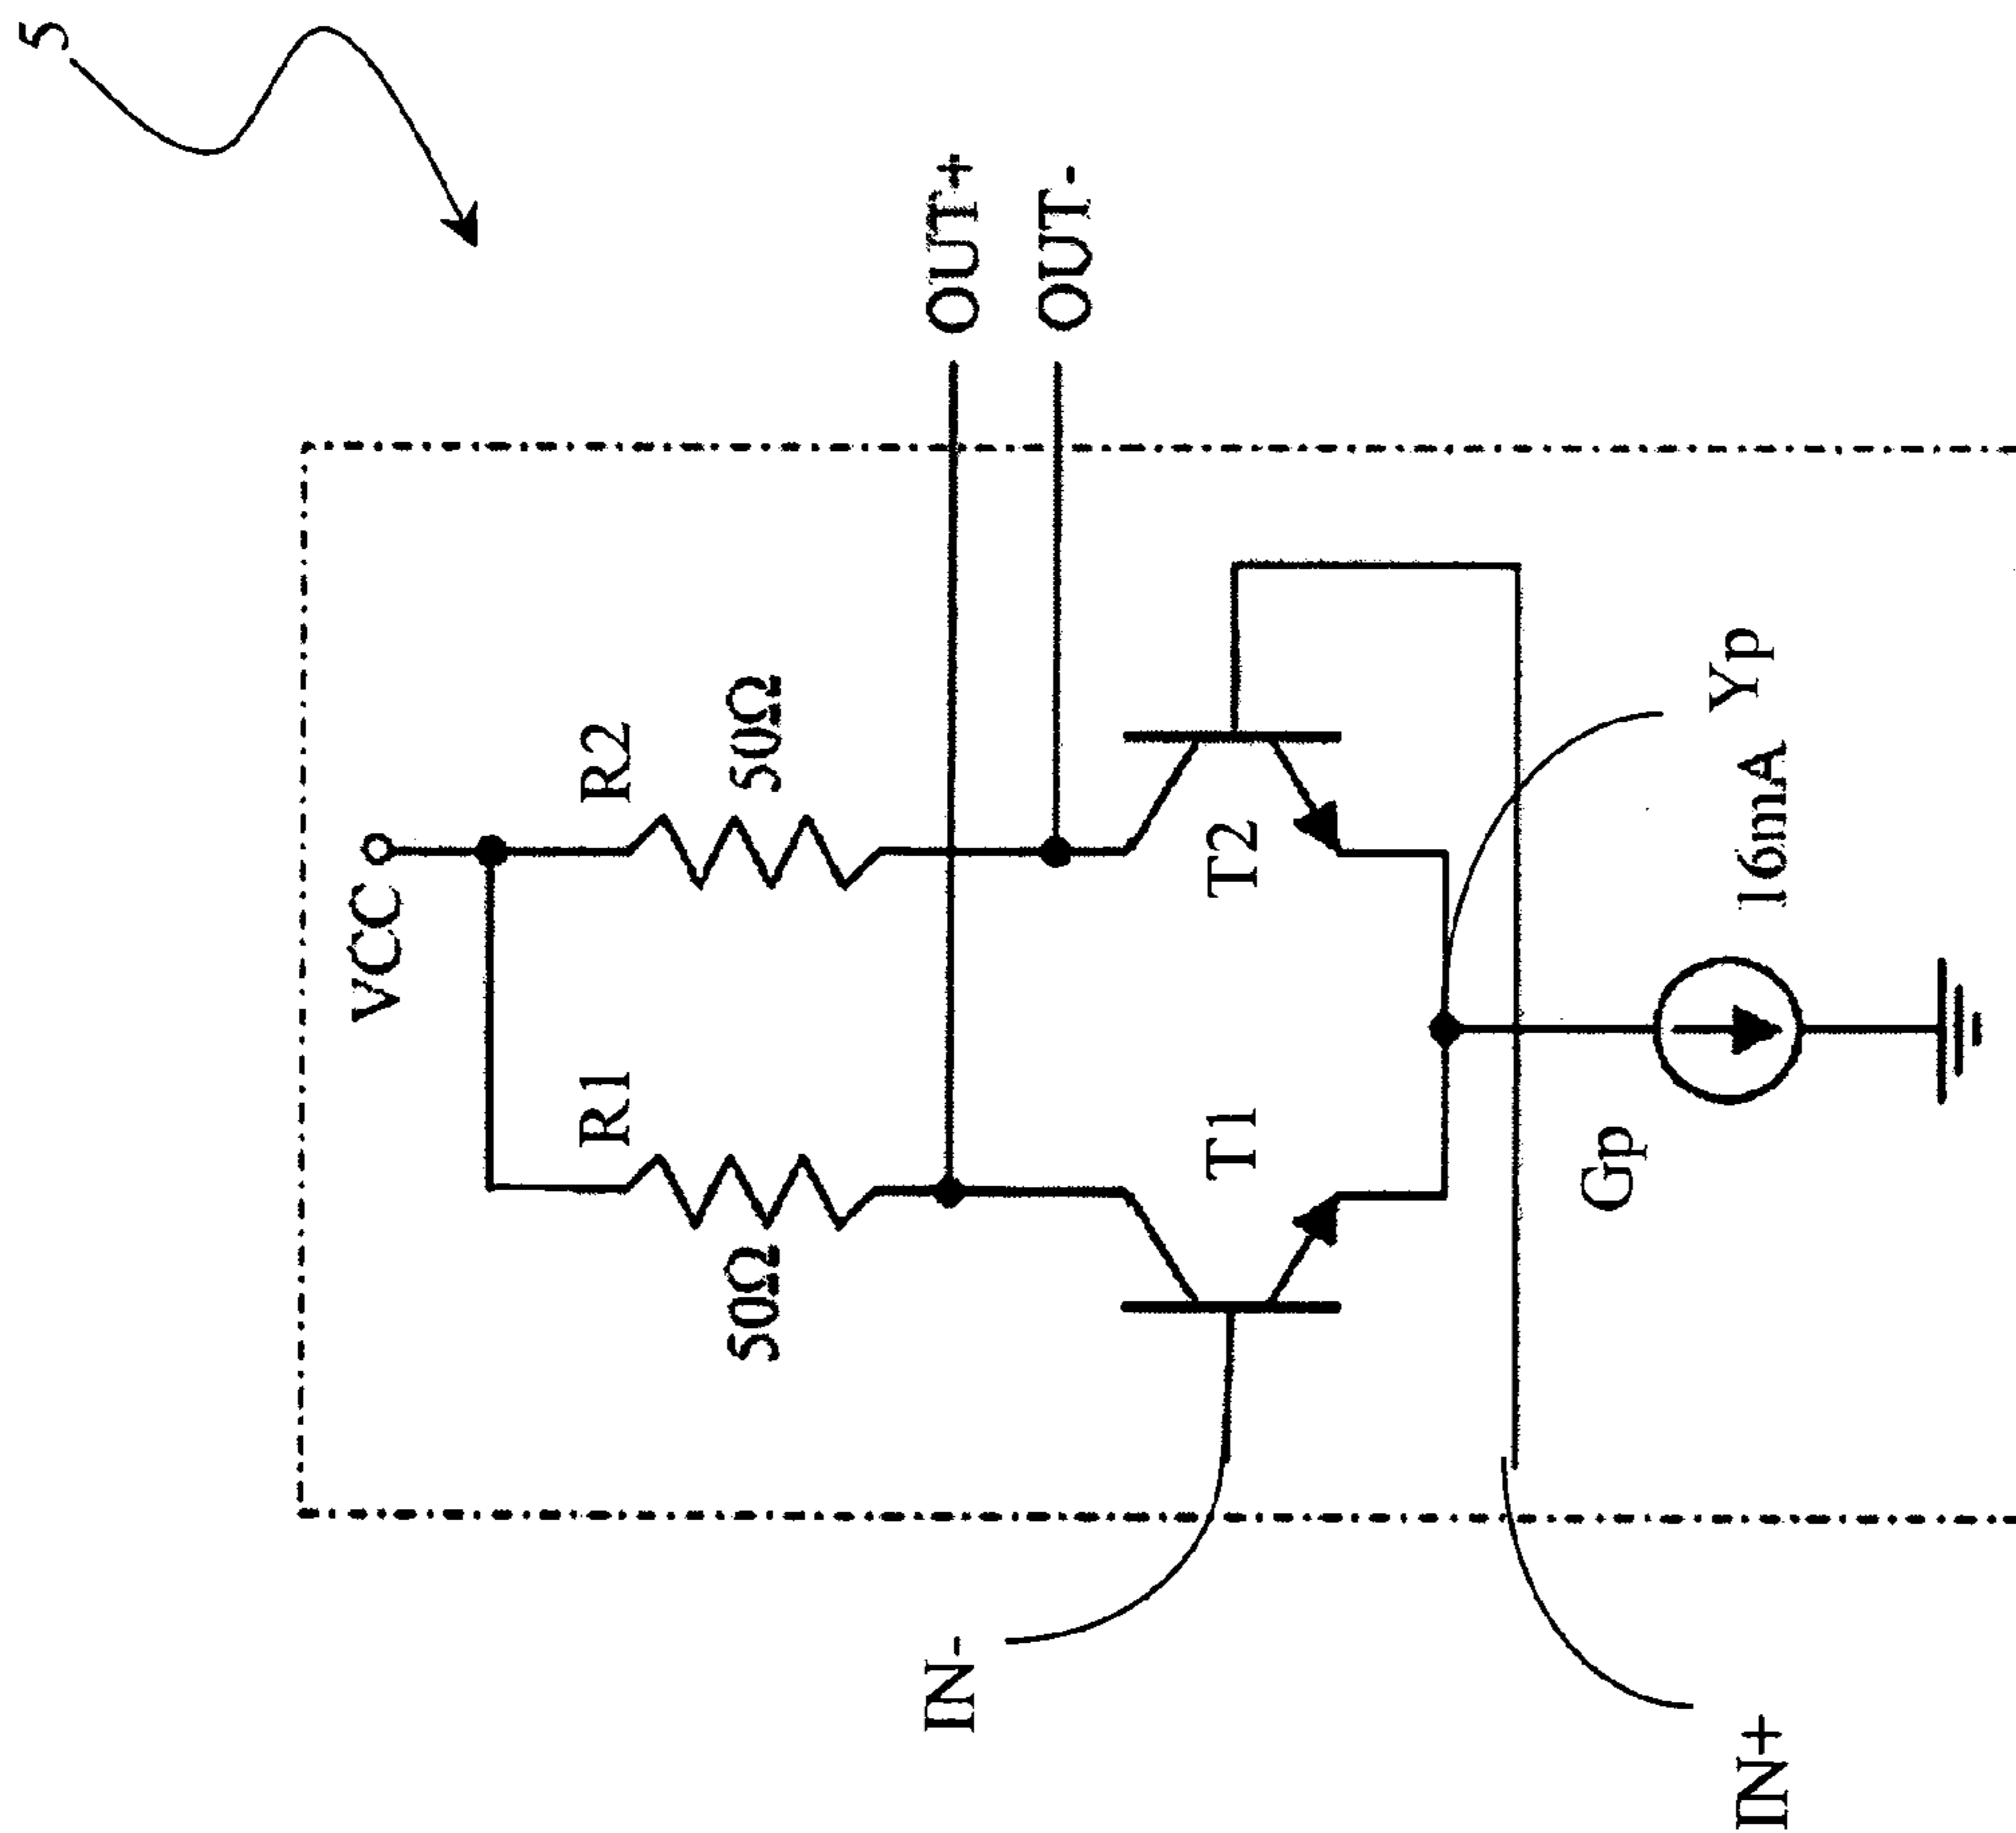 5
VCC
R1
50Ω
R2
50Ω
OUT+
OUT-
T1
T2
IN-
IN+
Gp
16mA
Yp